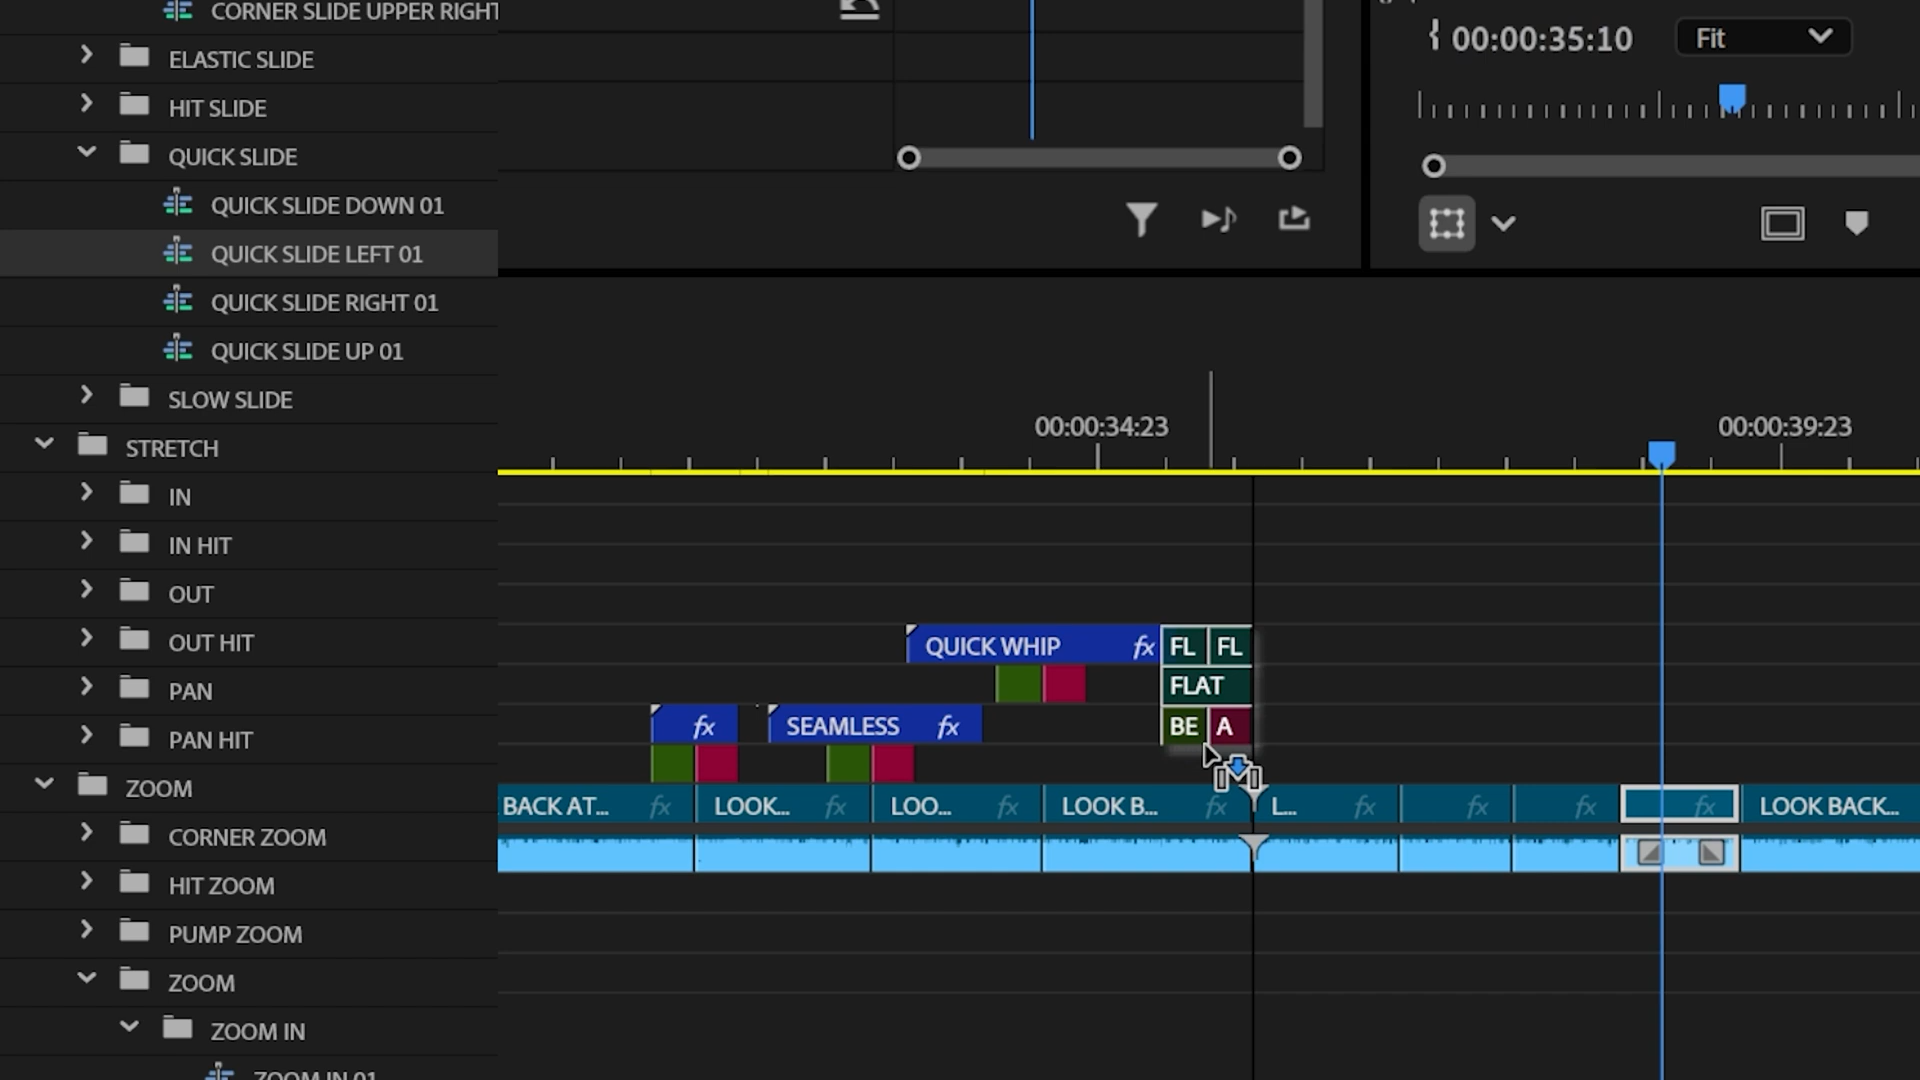 CORNER SLIDE UPPER RIGHT
ELASTIC SLIDE
HIT SLIDE
QUICK SLIDE
QUICK SLIDE DOWN 01
QUICK SLIDE LEFT 01
QUICK SLIDE RIGHT 01
QUICK SLIDE UP 01
SLOW SLIDE
STRETCH
IN
IN HIT
OUT
OUT HIT
PAN
PAN HIT
ZOOM
CORNER ZOOM
HIT ZOOM
PUMP ZOOM
ZOOM
ZOOM IN
ZOOM IN 01
00:00:35:10
Fit
00:00:34:23
00:00:39:23
QUICK WHIP fx FL FL
FLAT
fx SEAMLESS fx BE A
BACK AT... fx LOOK... fx LOO... fx LOOK B... fx L... fx fx fx fx LOOK BACK...